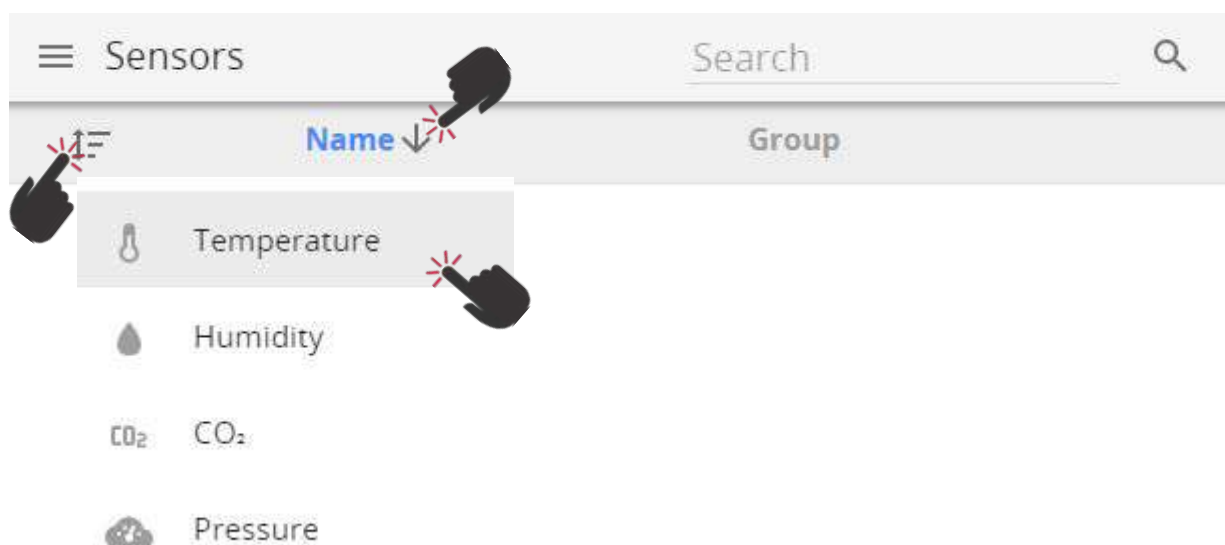 Sensors Search
Name Group
Temperature
Humidity
CO₂ CO₂
Pressure